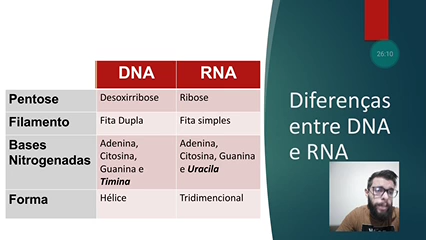 DNA RNA
Pentose Desoxirribose Ribose
Filamento Fita Dupla Fita simples
Bases Adenina, Adenina,
Nitrogenadas Citosina, Citosina, Guanina
Guanina e e Uracila
Timina
Forma Hélice Tridimencional
26:10
Diferenças
entre DNA
e RNA